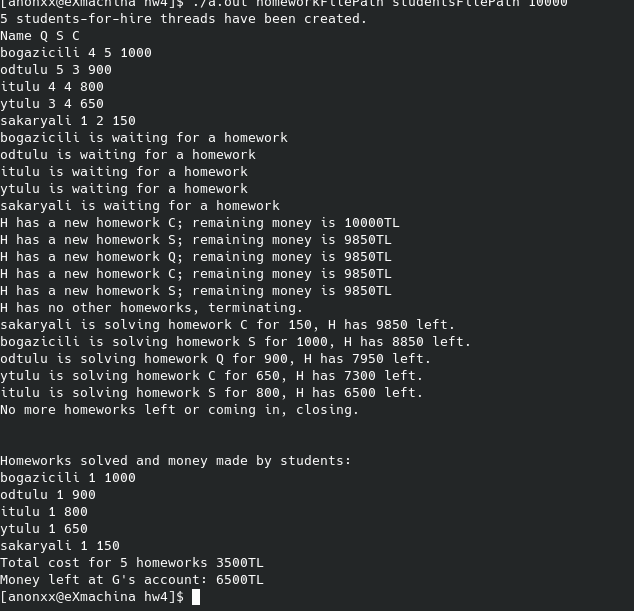 [anonxx@eXmachina hw4]$ ./a.out homeworkFilePath studentsFilePath 10000
5 students-for-hire threads have been created.
Name Q S C
bogazicili 4 5 1000
odtulu 5 3 900
itulu 4 4 800
ytulu 3 4 650
sakaryali 1 2 150
bogazicili is waiting for a homework
odtulu is waiting for a homework
itulu is waiting for a homework
ytulu is waiting for a homework
sakaryali is waiting for a homework
H has a new homework C; remaining money is 10000TL
H has a new homework S; remaining money is 9850TL
H has a new homework Q; remaining money is 9850TL
H has a new homework C; remaining money is 9850TL
H has a new homework S; remaining money is 9850TL
H has no other homeworks, terminating.
sakaryali is solving homework C for 150, H has 9850 left.
bogazicili is solving homework S for 1000, H has 8850 left.
odtulu is solving homework Q for 900, H has 7950 left.
ytulu is solving homework C for 650, H has 7300 left.
itulu is solving homework S for 800, H has 6500 left.
No more homeworks left or coming in, closing.
Homeworks solved and money made by students:
bogazicili 1 1000
odtulu 1 900
itulu 1 800
ytulu 1 650
sakaryali 1 150
Total cost for 5 homeworks 3500TL
Money left at G's account: 6500TL
[anonxx@eXmachina hw4]$